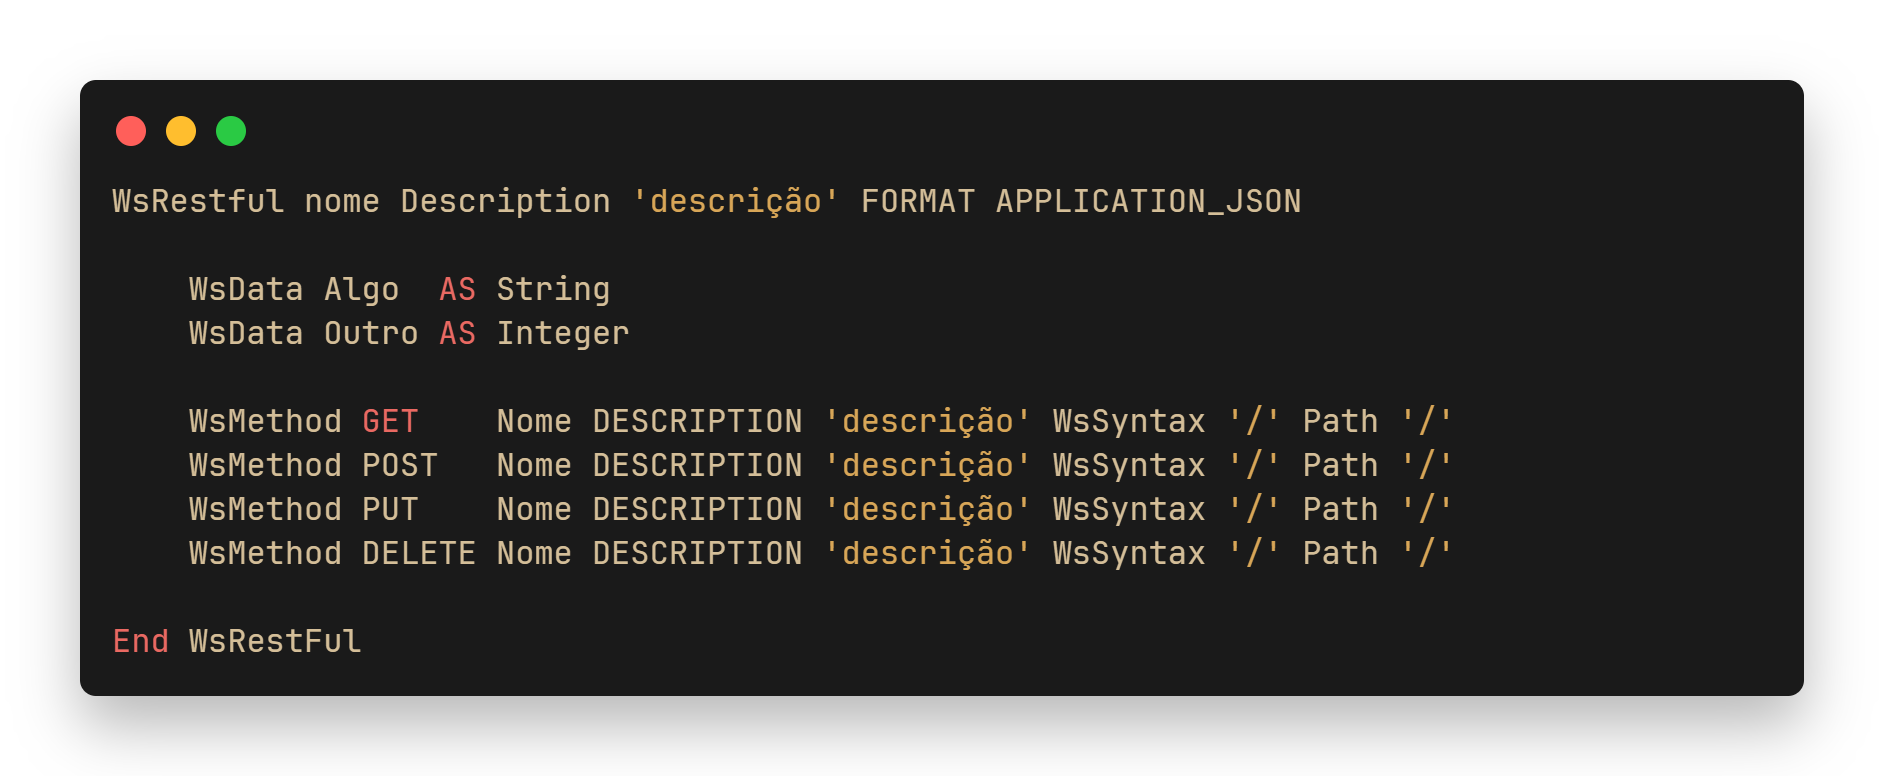 WsRestful nome Description 'descrição' FORMAT APPLICATION_JSON
WsData Algo  AS String
WsData Outro AS Integer
WsMethod GET    Nome DESCRIPTION 'descrição' WsSyntax '/' Path '/'
WsMethod POST   Nome DESCRIPTION 'descrição' WsSyntax '/' Path '/'
WsMethod PUT    Nome DESCRIPTION 'descrição' WsSyntax '/' Path '/'
WsMethod DELETE Nome DESCRIPTION 'descrição' WsSyntax '/' Path '/'
End WsRestFul